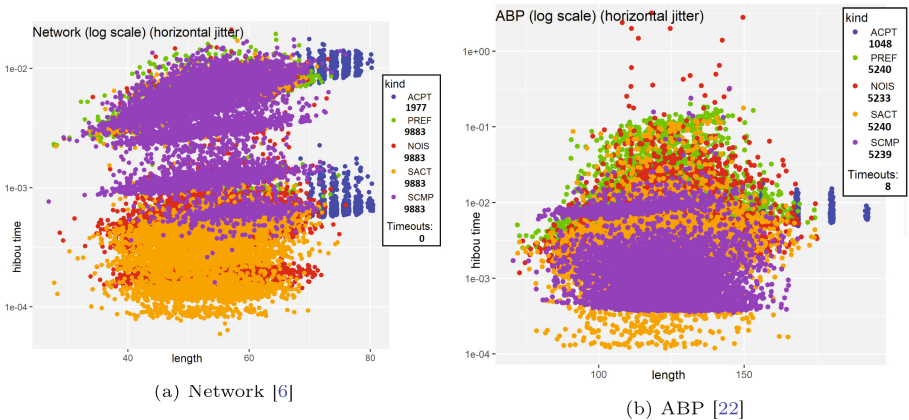 Network (log scale) (horizontal jitter)
1e-02
1e-03
1e-04
hibou time
40
60
80
length
kind
ACPT
1977
PREF
9883
NOIS
9883
SACT
9883
SCMP
9883
Timeouts:
0
(a) Network [6]
ABP (log scale) (horizontal jitter)
1e+00
1e-01
1e-02
1e-03
1e-04
hibou time
100
150
length
kind
ACPT
1048
PREF
5240
NOIS
5233
SACT
5240
SCMP
5239
Timeouts:
8
(b) ABP [22]